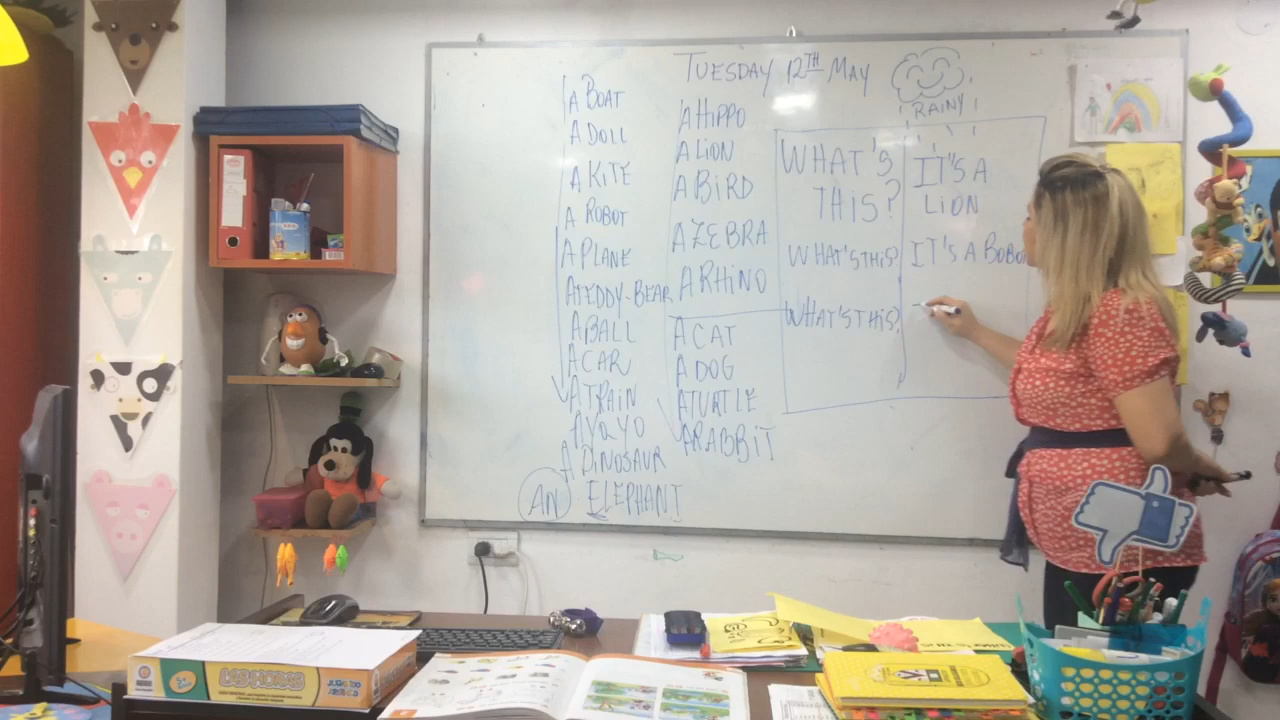 TUESDAY 12TH MAY
RAINY
A BOAT
A DOLL
A KITE
A ROBOT
A PLANE
A TEDDY-BEAR
A BALL
A CAR
A TRAIN
A YOYO
A DINOSAUR
AN ELEPHANT
A HIPPO
A LION
A BIRD
A ZEBRA
A RHINO
A CAT
A DOG
A TURTLE
A RABBIT
WHAT'S
THIS?
IT'S A
LION
WHAT'S THIS?
IT'S A BOBO
WHAT'S THIS?